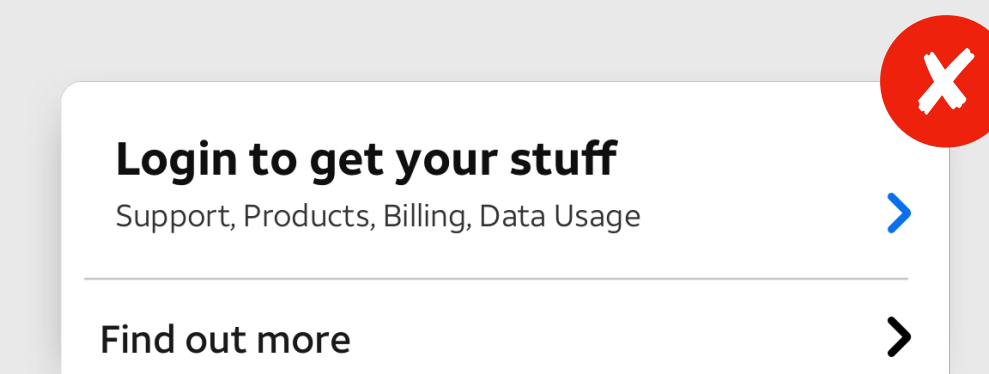 Login to get your stuff
Support, Products, Billing, Data Usage
Find out more